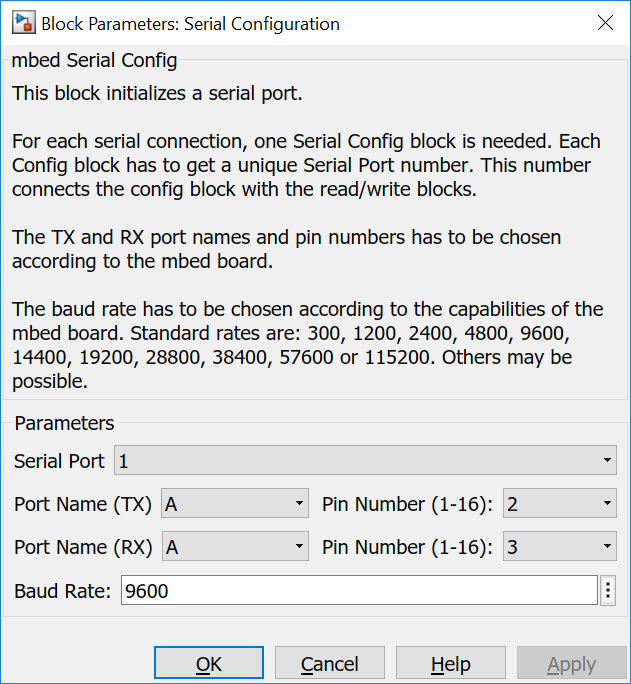 Block Parameters: Serial Configuration
mbed Serial Config
This block initializes a serial port.
For each serial connection, one Serial Config block is needed. Each
Config block has to get a unique Serial Port number. This number
connects the config block with the read/write blocks.
The TX and RX port names and pin numbers has to be chosen
according to the mbed board.
The baud rate has to be chosen according to the capabilities of the
mbed board. Standard rates are: 300, 1200, 2400, 4800, 9600,
14400, 19200, 28800, 38400, 57600 or 115200. Others may be
possible.
Parameters
Serial Port 1
Port Name (TX) A Pin Number (1-16): 2
Port Name (RX) A Pin Number (1-16): 3
Baud Rate: 9600
OK Cancel Help Apply